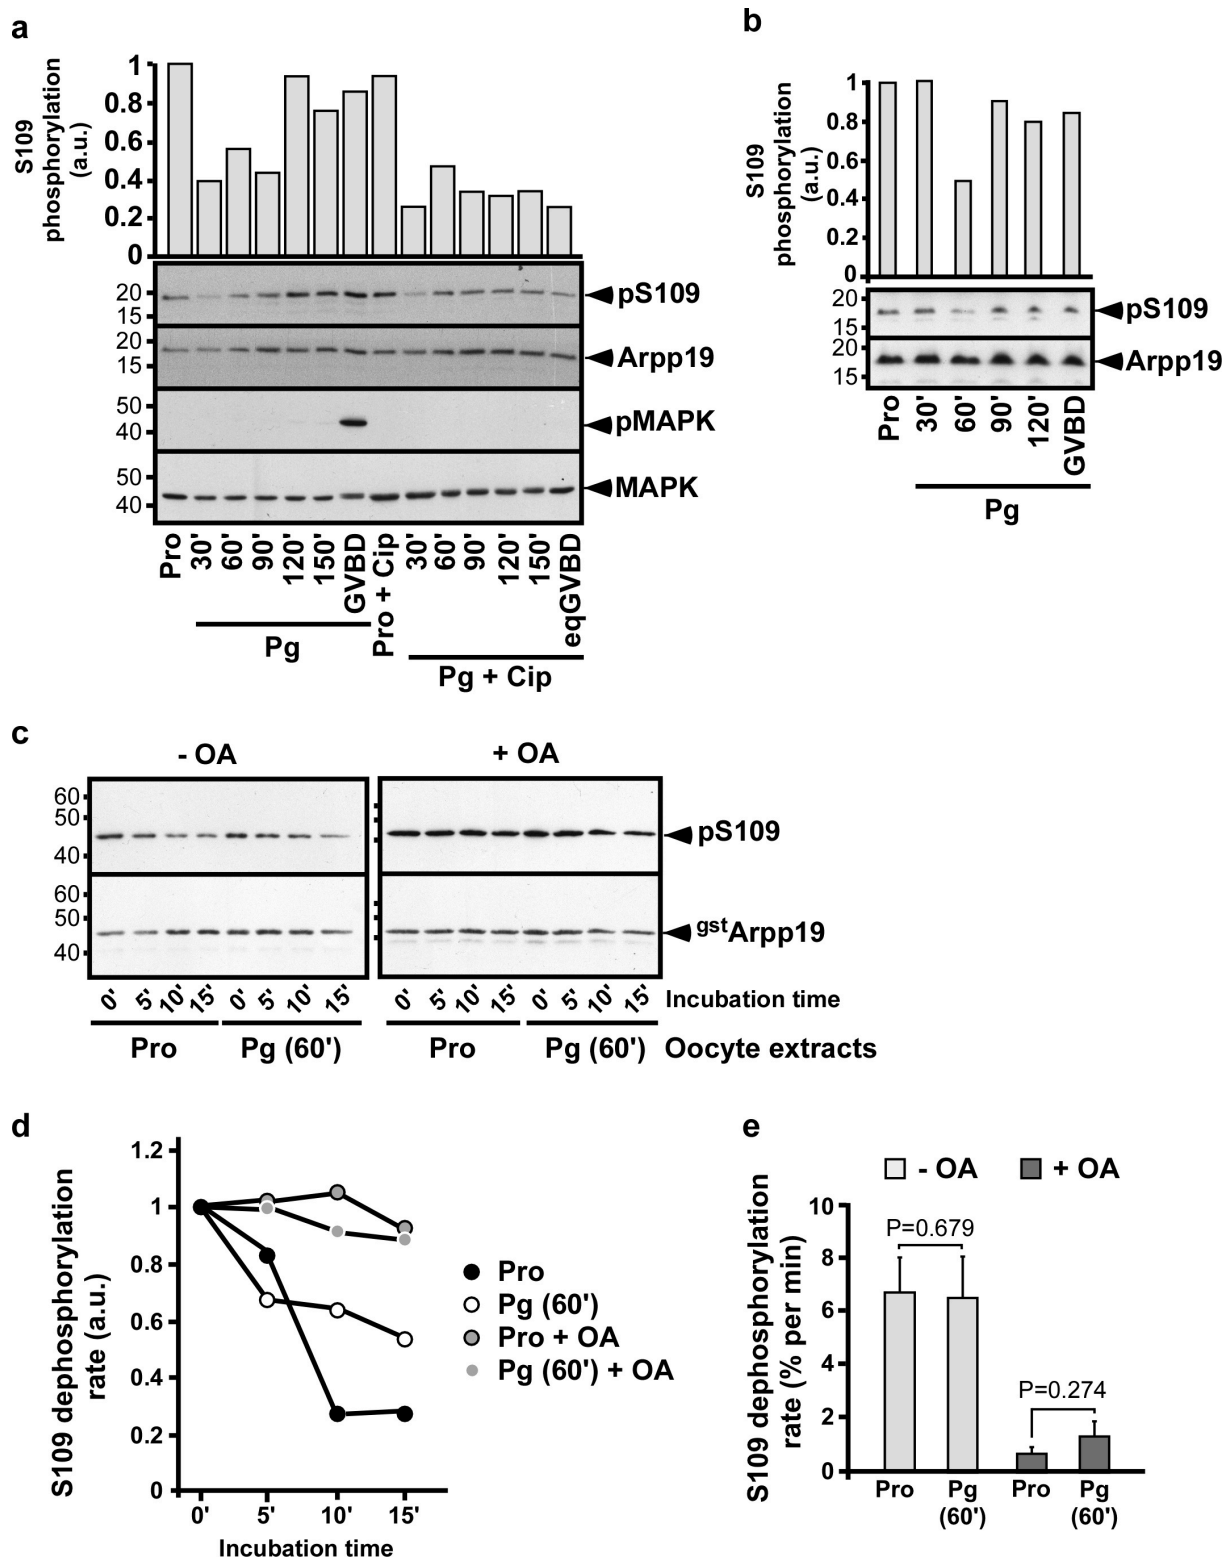 a
S109
phosphorylation
(a.u.)
1
0.8
0.6
0.4
0.2
0
20
15
pS109
20
15
Arpp19
50
40
pMAPK
50
40
MAPK
Pro 30' 60' 90' 120' 150' GVBD Pro + Cip 30' 60' 90' 120' 150' eqGVBD
Pg
Pg + Cip
b
S109
phosphorylation
(a.u.)
1
0.8
0.6
0.4
0.2
0
20
15
pS109
20
15
Arpp19
Pro 30' 60' 90' 120' GVBD
Pg
c
- OA + OA
60
50
40
pS109
60
50
40
gstArpp19
0' 5' 10' 15' 0' 5' 10' 15' 0' 5' 10' 15' 0' 5' 10' 15' Incubation time
Pro Pg (60') Pro Pg (60') Oocyte extracts
d
S109 dephosphorylation
rate (a.u.)
1.2
1
0.8
0.6
0.4
0.2
0
0' 5' 10' 15'
Incubation time
Pro
Pg (60')
Pro + OA
Pg (60') + OA
e
- OA + OA
S109 dephosphorylation
rate (% per min)
10
8
6
4
2
0
P=0.679
P=0.274
Pro Pg Pro Pg
(60') (60')